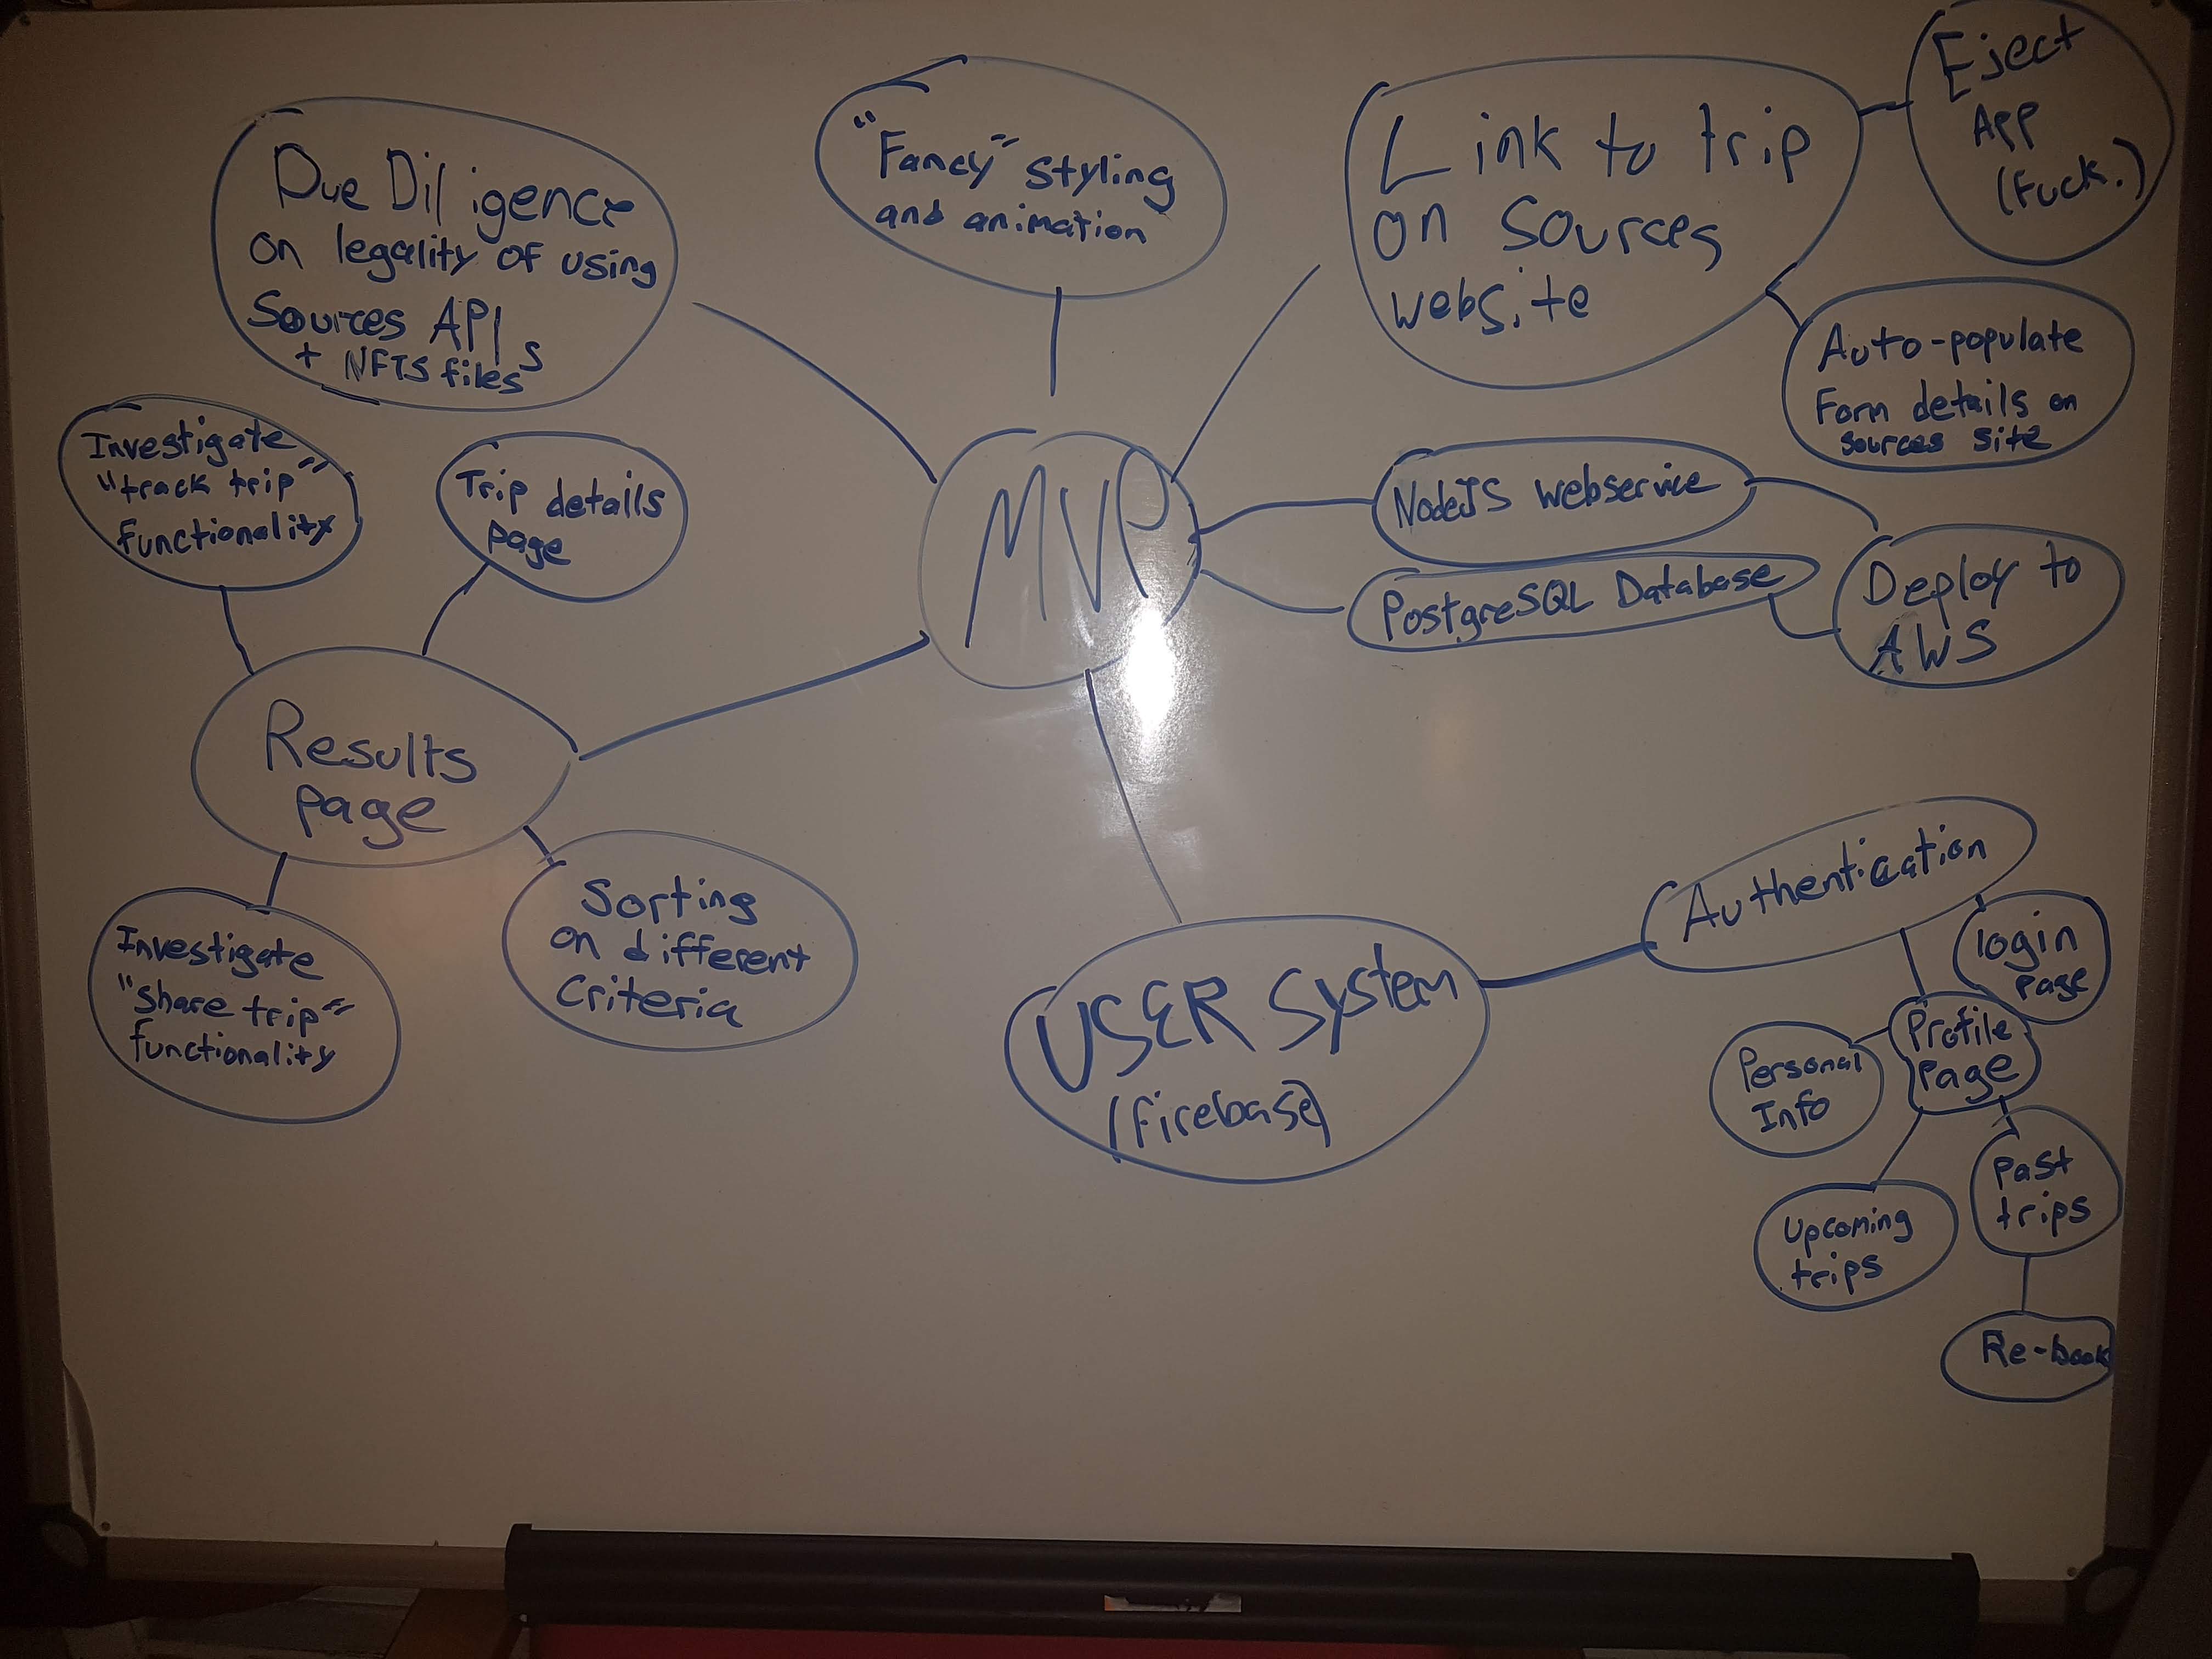 Due Diligence
on legality of using
Sources APIs
+ NFTS files
"Fancy" styling
and animation
Link to trip
on Sources
website
Eject
App
(Fuck.)
Auto-populate
Form details on
sources site
Investigate
"track trip"
functionality
Trip details
page
MVP
NodeJS webservice
PostgreSQL Database
Deploy to
AWS
Results
page
Investigate
"share trip"
functionality
Sorting
on different
Criteria
USER System
(firebase)
Authentication
login
page
Profile
Page
Personal
Info
Upcoming
trips
Past
trips
Re-book